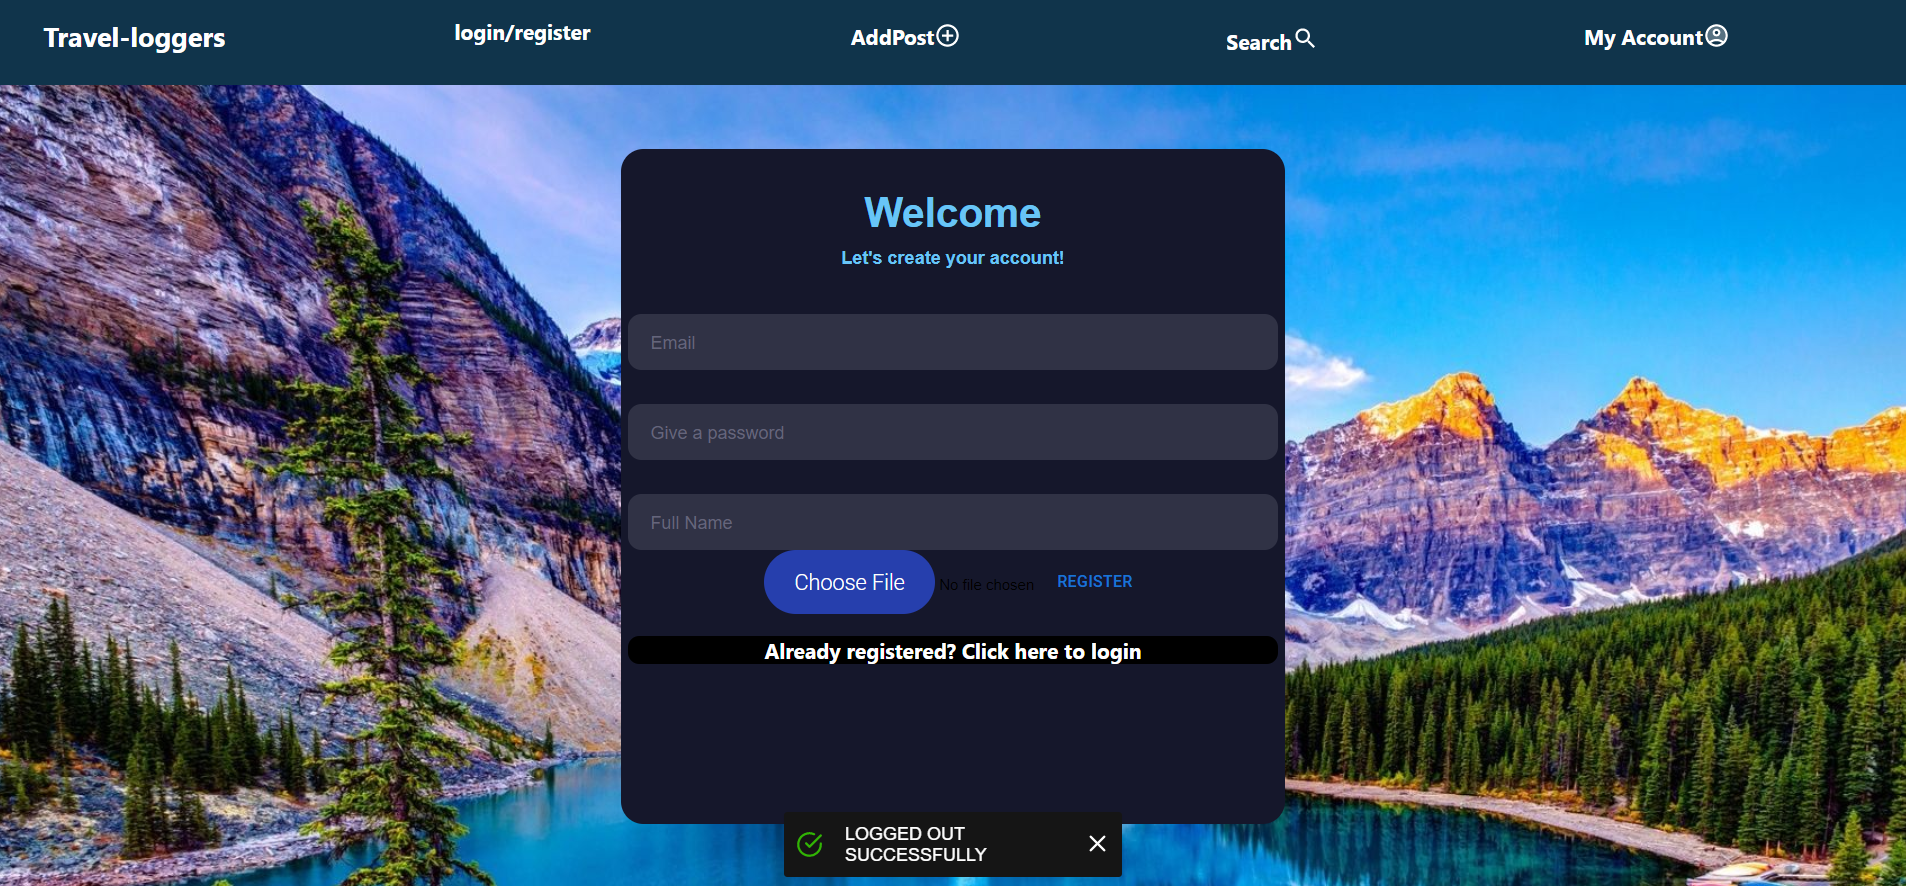 Travel-loggers
login/register
AddPost
Search
My Account
Welcome
Let's create your account!
Email
Give a password
Full Name
Choose File
No file chosen
REGISTER
Already registered? Click here to login
LOGGED OUT
SUCCESSFULLY